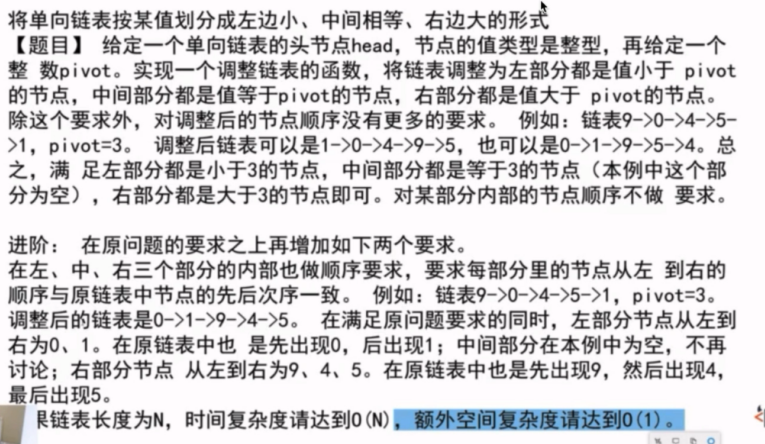 将单向链表按某值划分成左边小、中间相等、右边大的形式
【题目】 给定一个单向链表的头节点head，节点的值类型是整型，再给定一个
整 数pivot。实现一个调整链表的函数，将链表调整为左部分都是值小于 pivot
的节点，中间部分都是值等于pivot的节点，右部分都是值大于 pivot的节点。
除这个要求外，对调整后的节点顺序没有更多的要求。 例如：链表9->0->4->5-
>1，pivot=3。 调整后链表可以是1->0->4->9->5，也可以是0->1->9->5->4。总
之，满 足左部分都是小于3的节点，中间部分都是等于3的节点（本例中这个部
分为空），右部分都是大于3的节点即可。对某部分内部的节点顺序不做 要求。
进阶： 在原问题的要求之上再增加如下两个要求。
在左、中、右三个部分的内部也做顺序要求，要求每部分里的节点从左 到右的
顺序与原链表中节点的先后次序一致。 例如：链表9->0->4->5->1，pivot=3。
调整后的链表是0->1->9->4->5。 在满足原问题要求的同时，左部分节点从左到
右为0、1。在原链表中也 是先出现0，后出现1；中间部分在本例中为空，不再
讨论；右部分节点 从左到右为9、4、5。在原链表中也是先出现9，然后出现4，
最后出现5。
果链表长度为N，时间复杂度请达到O(N)，额外空间复杂度请达到O(1)。